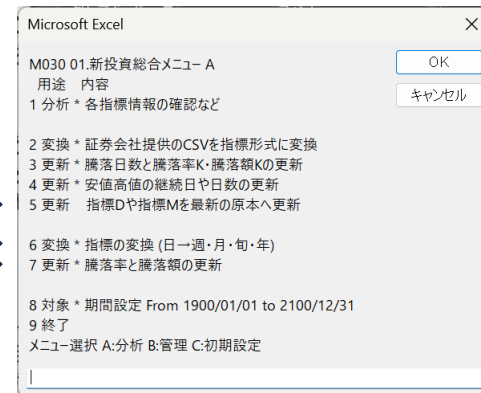 Microsoft Excel
M030 01.新投資総合メニュー A
用途 内容
1 分析 * 各指標情報の確認など
2 変換 * 証券会社提供のCSVを指標形式に変換
3 更新 * 騰落日数と騰落率K・騰落額Kの更新
4 更新 * 安値高値の継続日や日数の更新
5 更新 指標Dや指標Mを最新の原本へ更新
6 変換 * 指標の変換 (日→週・月・旬・年)
7 更新 * 騰落率と騰落額の更新
8 対象 * 期間設定 From 1900/01/01 to 2100/12/31
9 終了
メニュー選択 A:分析 B:管理 C:初期設定
OK
キャンセル